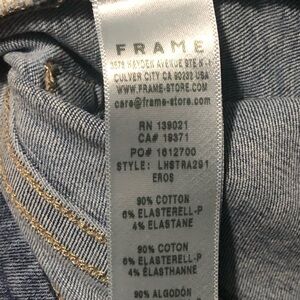 FRAME
HAYDEN AVENUE STE N-1
CULVER CITY CA 90232 USA
WWW.FRAME-STORE.COM
care@frame-store.com
RN 139021
CA# 19371
PO# 1612700
STYLE: LHSTRA291
EROS
90% COTTON
6% ELASTERELL-P
4% ELASTANE
90% COTON
6% ELASTERELL-P
4% ÉLASTHANNE
90% ALGODÓN